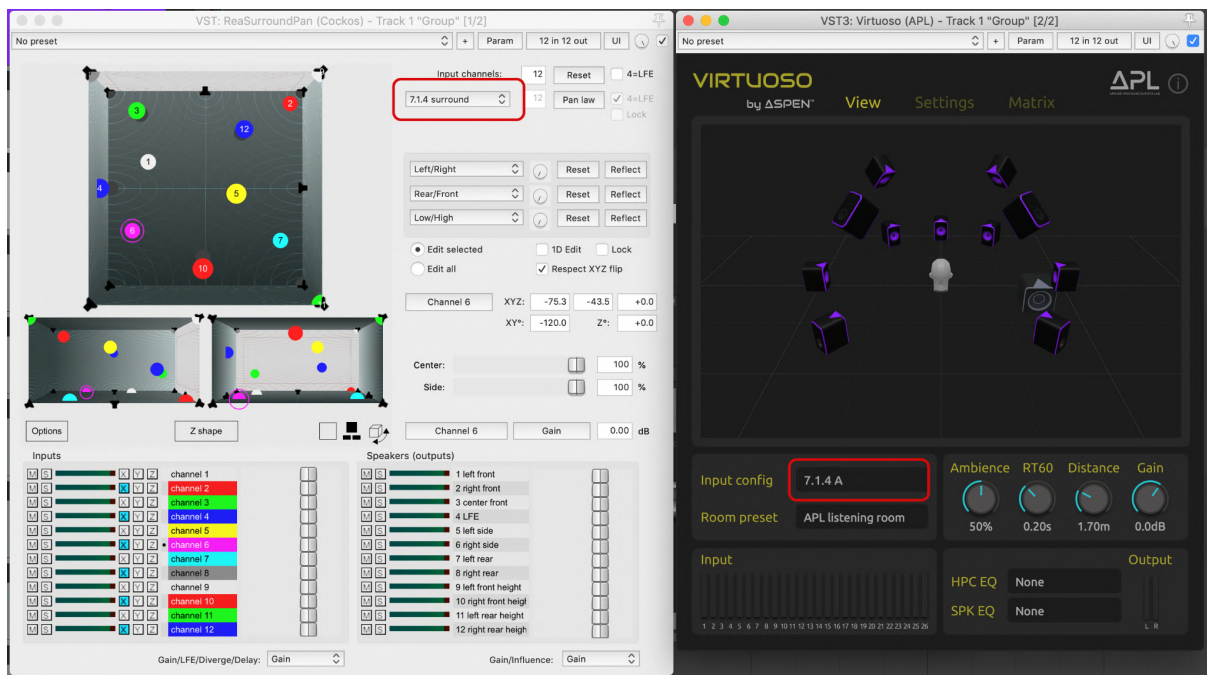 VST: ReaSurroundPan (Cockos) - Track 1 "Group" [1/2]
No preset
+
Param
12 in 12 out
UI
Input channels:
12
Reset
4=LFE
7.1.4 surround
12
Pan law
4=LFE
Lock
3
2
12
1
4
5
6
7
10
Left/Right
Reset
Reflect
Rear/Front
Reset
Reflect
Low/High
Reset
Reflect
Edit selected
1D Edit
Lock
Edit all
Respect XYZ flip
Channel 6
XYZ:
-75.3
-43.5
+0.0
XY°:
-120.0
Z°:
+0.0
Center:
100 %
Side:
100 %
Options
Z shape
Channel 6
Gain
0.00 dB
Inputs
M S X Y Z channel 1
M S X Y Z channel 2
M S X Y Z channel 3
M S X Y Z channel 4
M S X Y Z channel 5
M S X Y Z channel 6
M S X Y Z channel 7
M S X Y Z channel 8
M S X Y Z channel 9
M S X Y Z channel 10
M S X Y Z channel 11
M S X Y Z channel 12
Gain/LFE/Diverge/Delay: Gain
Speakers (outputs)
M S 1 left front
M S 2 right front
M S 3 center front
M S 4 LFE
M S 5 left side
M S 6 right side
M S 7 left rear
M S 8 right rear
M S 9 left front height
M S 10 right front heigh
M S 11 left rear height
M S 12 right rear heigh
Gain/Influence: Gain
VST3: Virtuoso (APL) - Track 1 "Group" [2/2]
No preset
+
Param
12 in 12 out
UI
VIRTUOSO
by ASPEN™
View
Settings
Matrix
APL
Input config
7.1.4 A
Room preset
APL listening room
Ambience
RT60
Distance
Gain
50%
0.20s
1.70m
0.0dB
Input
1 2 3 4 5 6 7 8 9 10 11 12 13 14 15 16 17 18 19 20 21 22 23 24 25 26
Output
HPC EQ
None
SPK EQ
None
L R